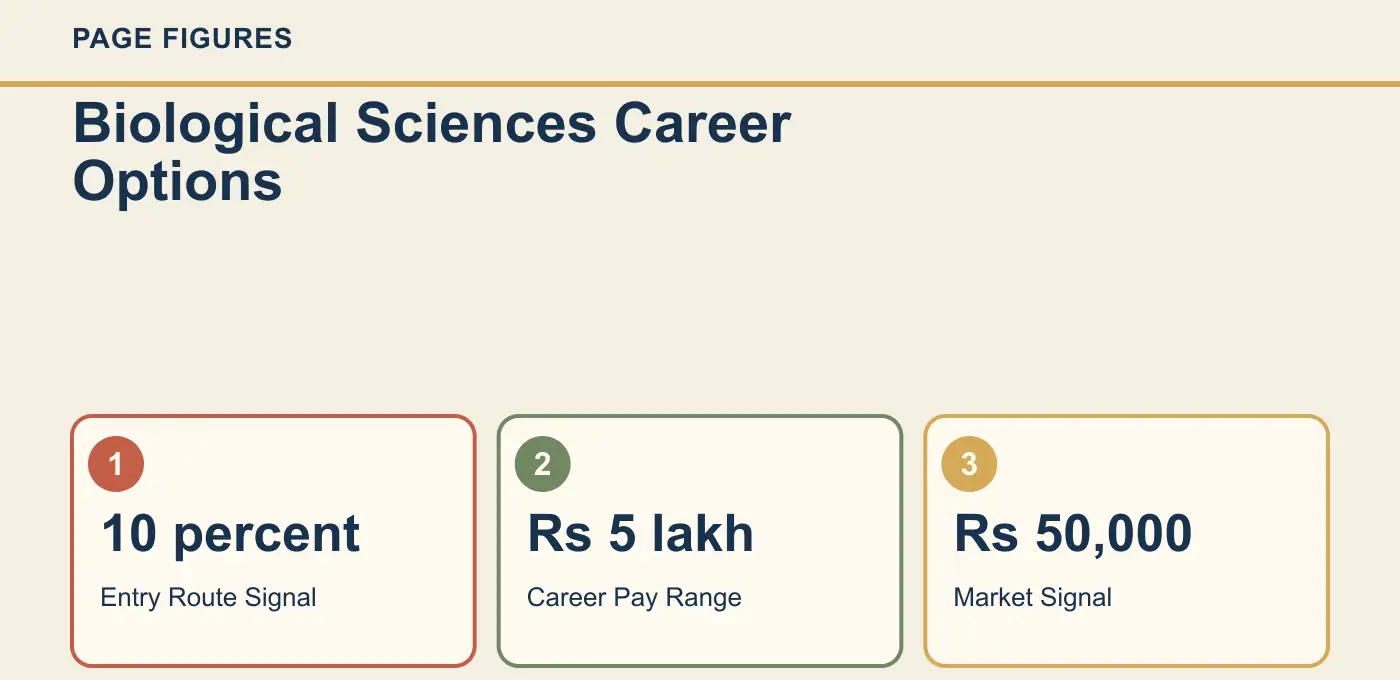 PAGE FIGURES
Biological Sciences Career
Options
1
10 percent
Entry Route Signal
2
Rs 5 lakh
Career Pay Range
3
Rs 50,000
Market Signal